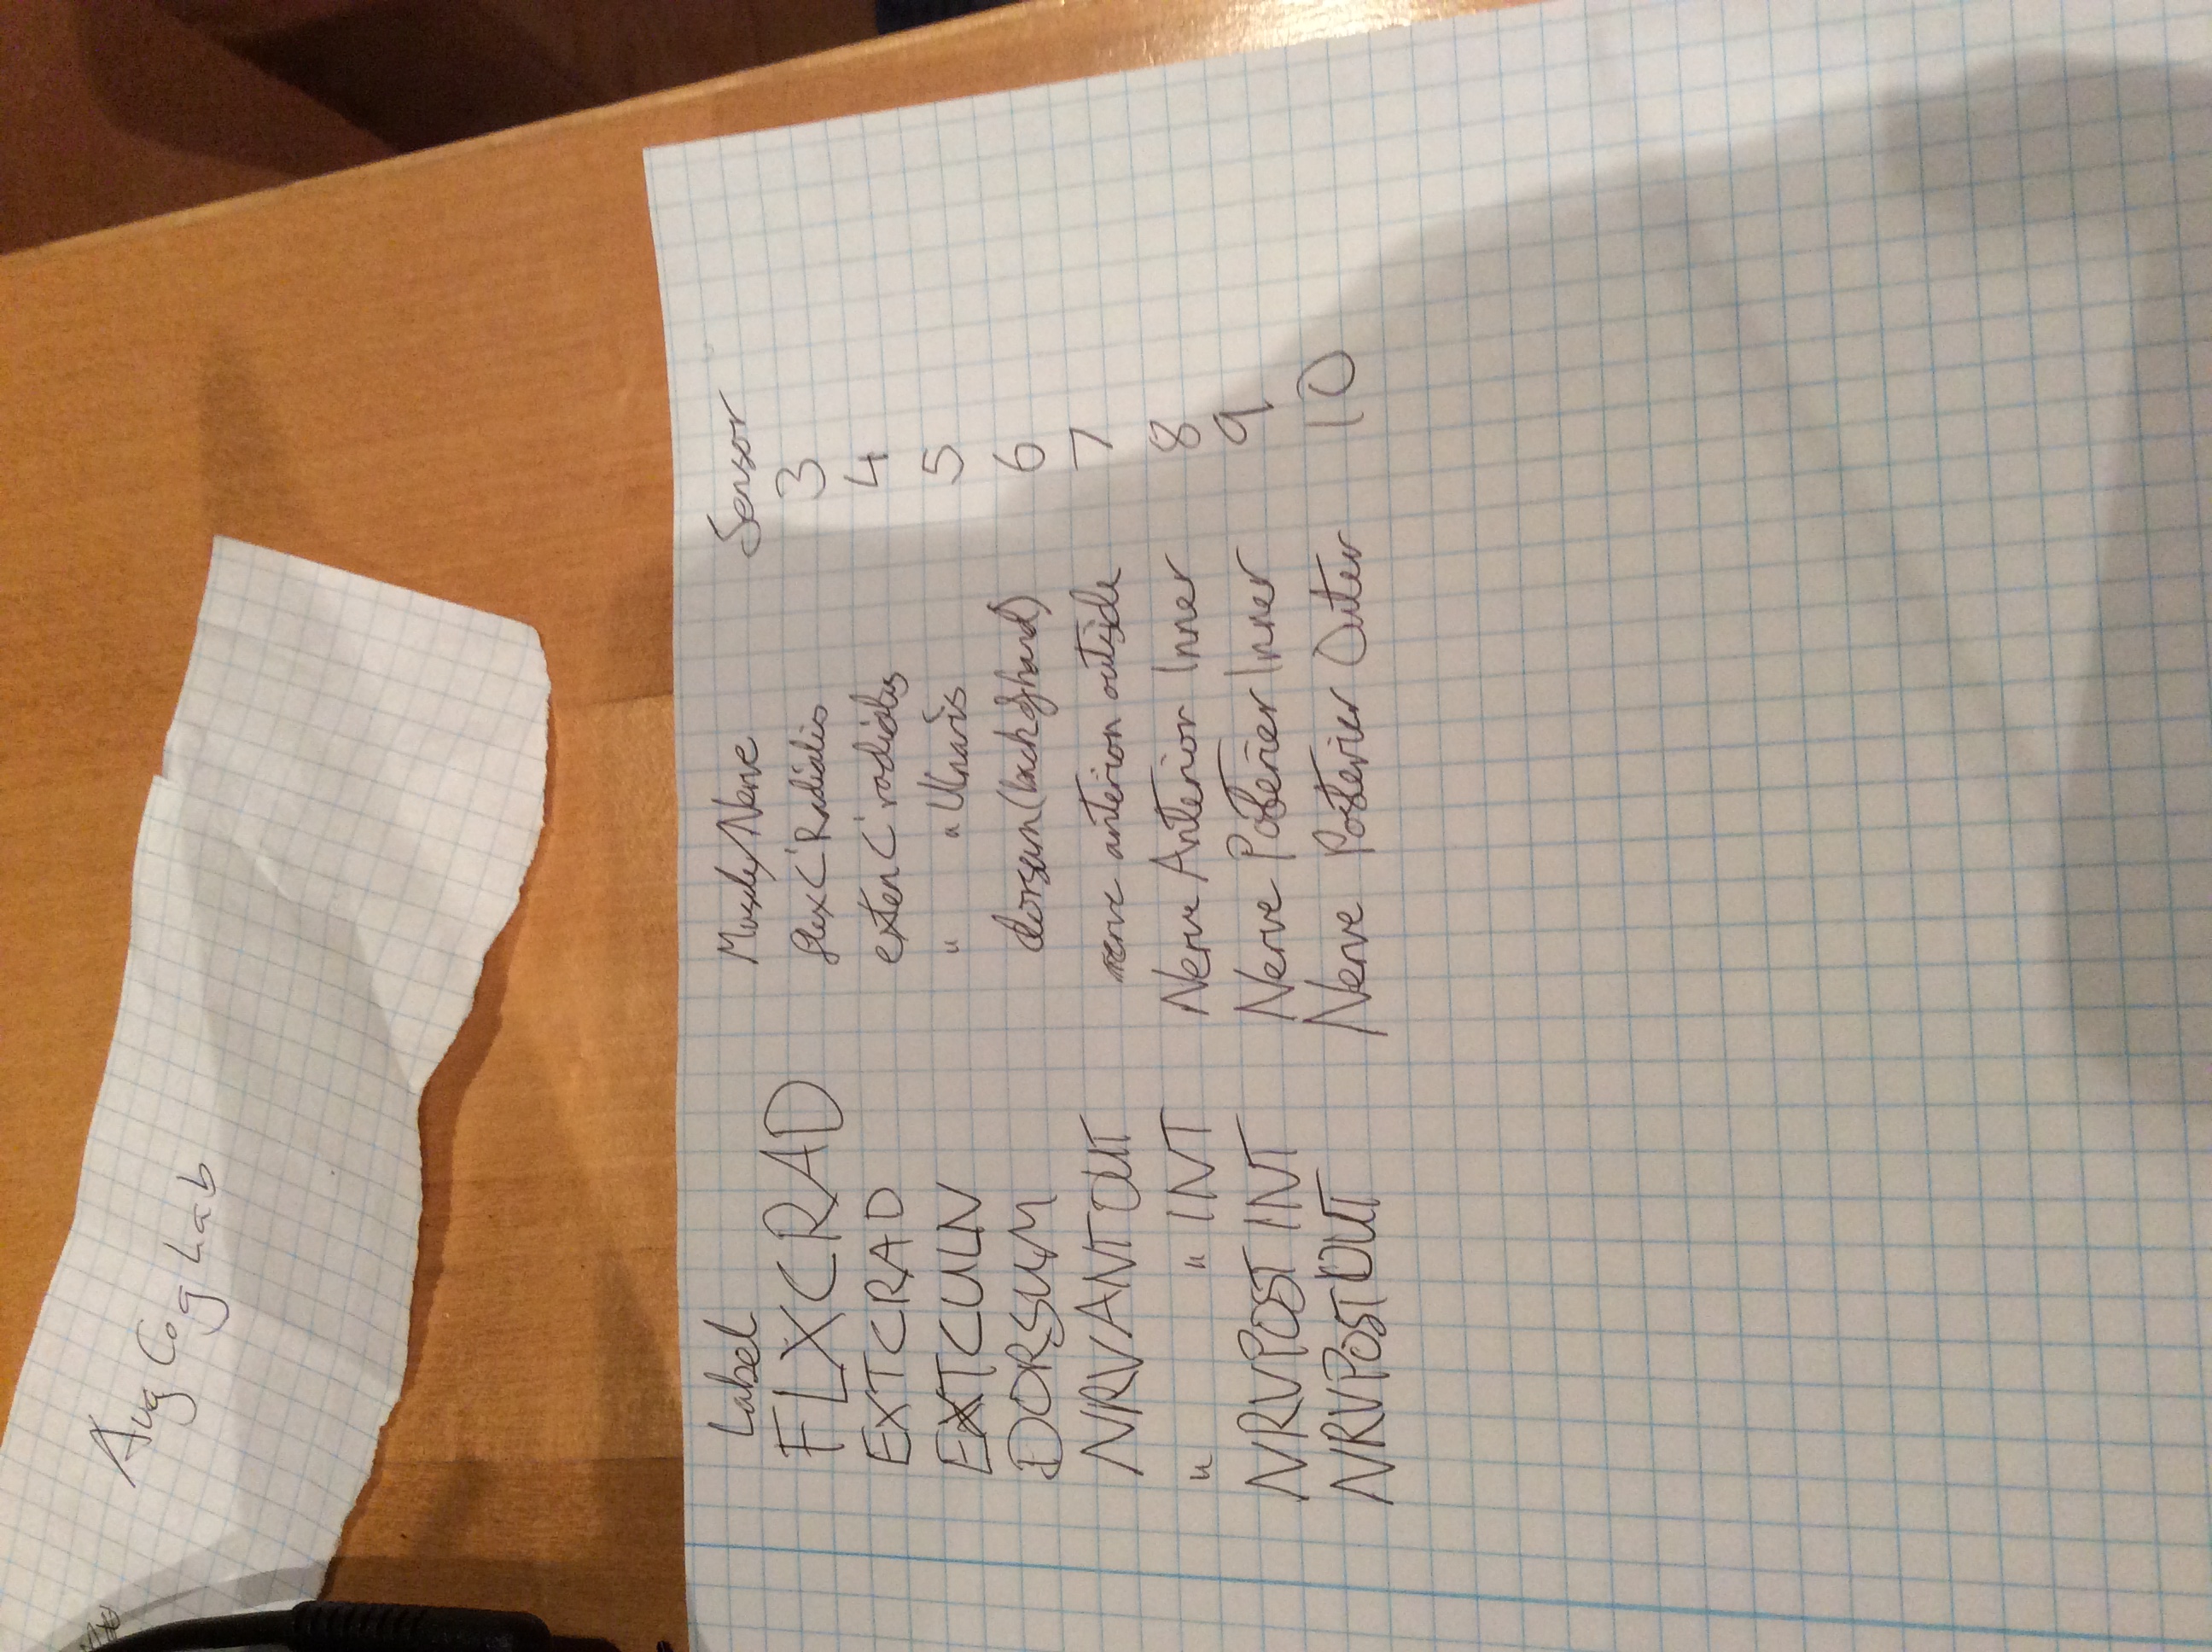 Aug Cog Lab
Label Muscle/Nerve Sensor
FLXCRAD flex C' Radialis 3
EXTCRAD exten C' radialis 4
EXTCULN " " Ulnaris 5
DORSUM dorsum (back of hand) 6
NRVANTOUT nerve anterion outside 7
" " INT Nerve Anterior Inner 8
NRVPOST INT Nerve Posterier Inner 9
NRVPOSTOUT Nerve Posterier Outer 10